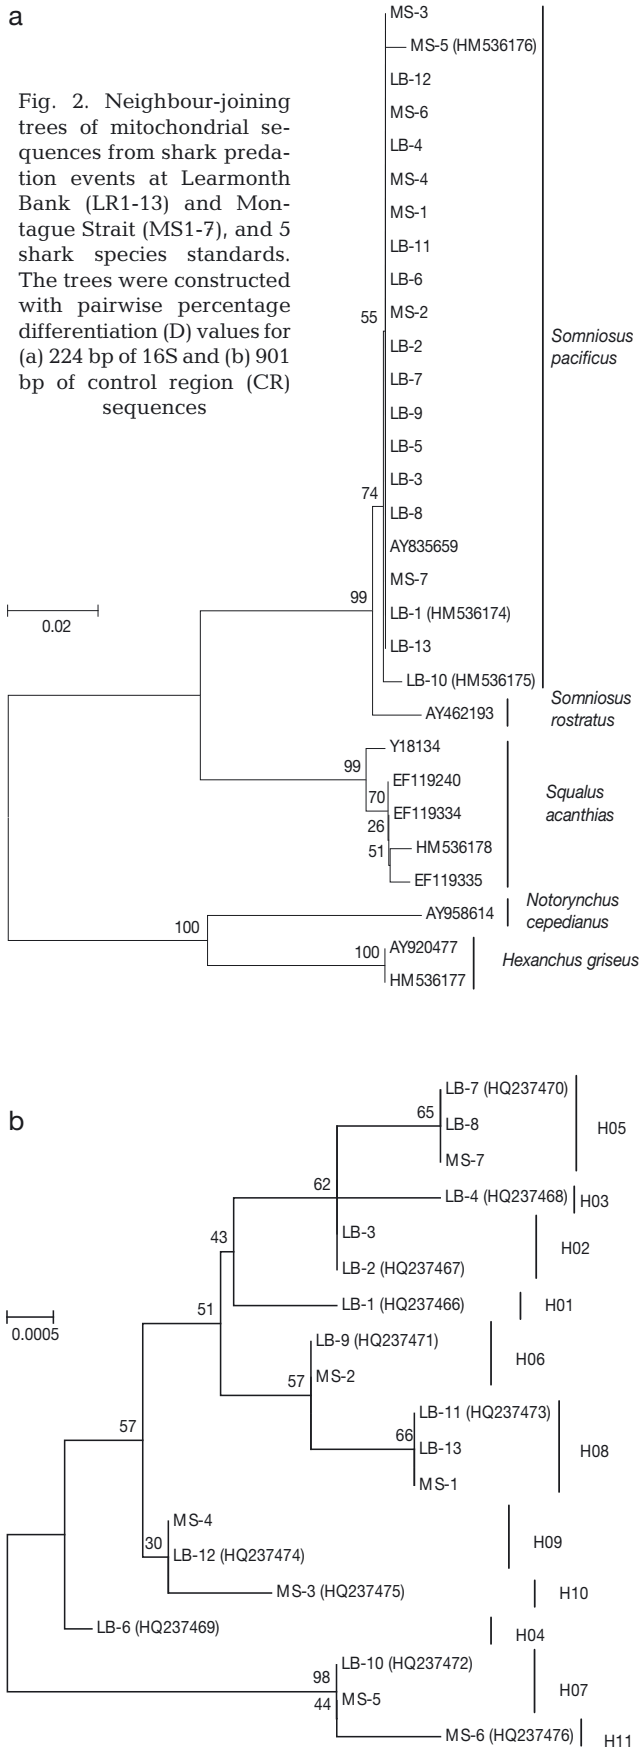 a
Fig. 2. Neighbour-joining
trees of mitochondrial se-
quences from shark preda-
tion events at Learmonth
Bank (LR1-13) and Mon-
tague Strait (MS1-7), and 5
shark species standards.
The trees were constructed
with pairwise percentage
differentiation (D) values for
(a) 224 bp of 16S and (b) 901
bp of control region (CR)
sequences
MS-3
MS-5 (HM536176)
LB-12
MS-6
LB-4
MS-4
MS-1
LB-11
LB-6
MS-2
55
LB-2
LB-7
LB-9
LB-5
LB-3
74
LB-8
AY835659
MS-7
99
LB-1 (HM536174)
LB-13
LB-10 (HM536175)
Somniosus
pacificus
0.02
AY462193
Somniosus
rostratus
Y18134
99
EF119240
70
EF119334
26
HM536178
51
EF119335
Squalus
acanthias
AY958614
Notorynchus
cepedianus
100
AY920477
100
HM536177
Hexanchus griseus
b
LB-7 (HQ237470)
65
LB-8
MS-7
H05
62
LB-4 (HQ237468)
H03
LB-3
LB-2 (HQ237467)
H02
43
LB-1 (HQ237466)
H01
51
0.0005
LB-9 (HQ237471)
MS-2
H06
57
LB-11 (HQ237473)
66
LB-13
MS-1
H08
57
MS-4
30
LB-12 (HQ237474)
H09
MS-3 (HQ237475)
H10
LB-6 (HQ237469)
H04
LB-10 (HQ237472)
98
MS-5
44
H07
MS-6 (HQ237476)
H11